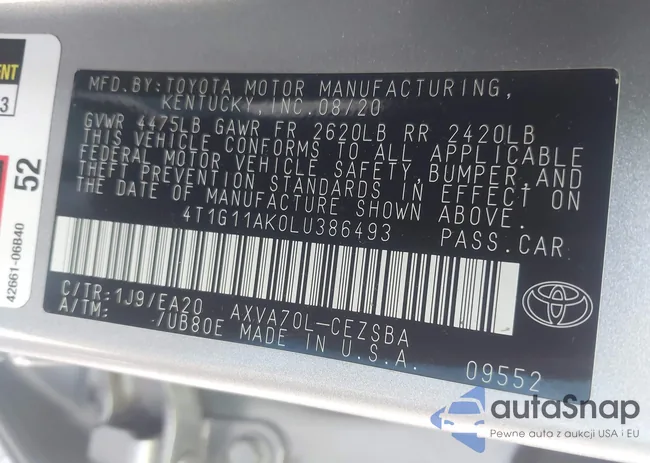 ENT
3
52
42661-06B40
MFD.BY:TOYOTA MOTOR MANUFACTURING,
KENTUCKY,INC.08/20
GVWR 4475LB GAWR FR 2620LB RR 2420LB
THIS VEHICLE CONFORMS TO ALL APPLICABLE
FEDERAL MOTOR VEHICLE SAFETY,BUMPER,AND
THEFT PREVENTION STANDARDS IN EFFECT ON
THE DATE OF MANUFACTURE SHOWN ABOVE.
4T1G11AK0LU386493 PASS.CAR
C/TR:1J9/EA20 AXVA70L-CEZSBA
A/TM: /UB80E MADE IN U.S.A. 09552
autaSnap
Pewne auto z aukcji USA i EU